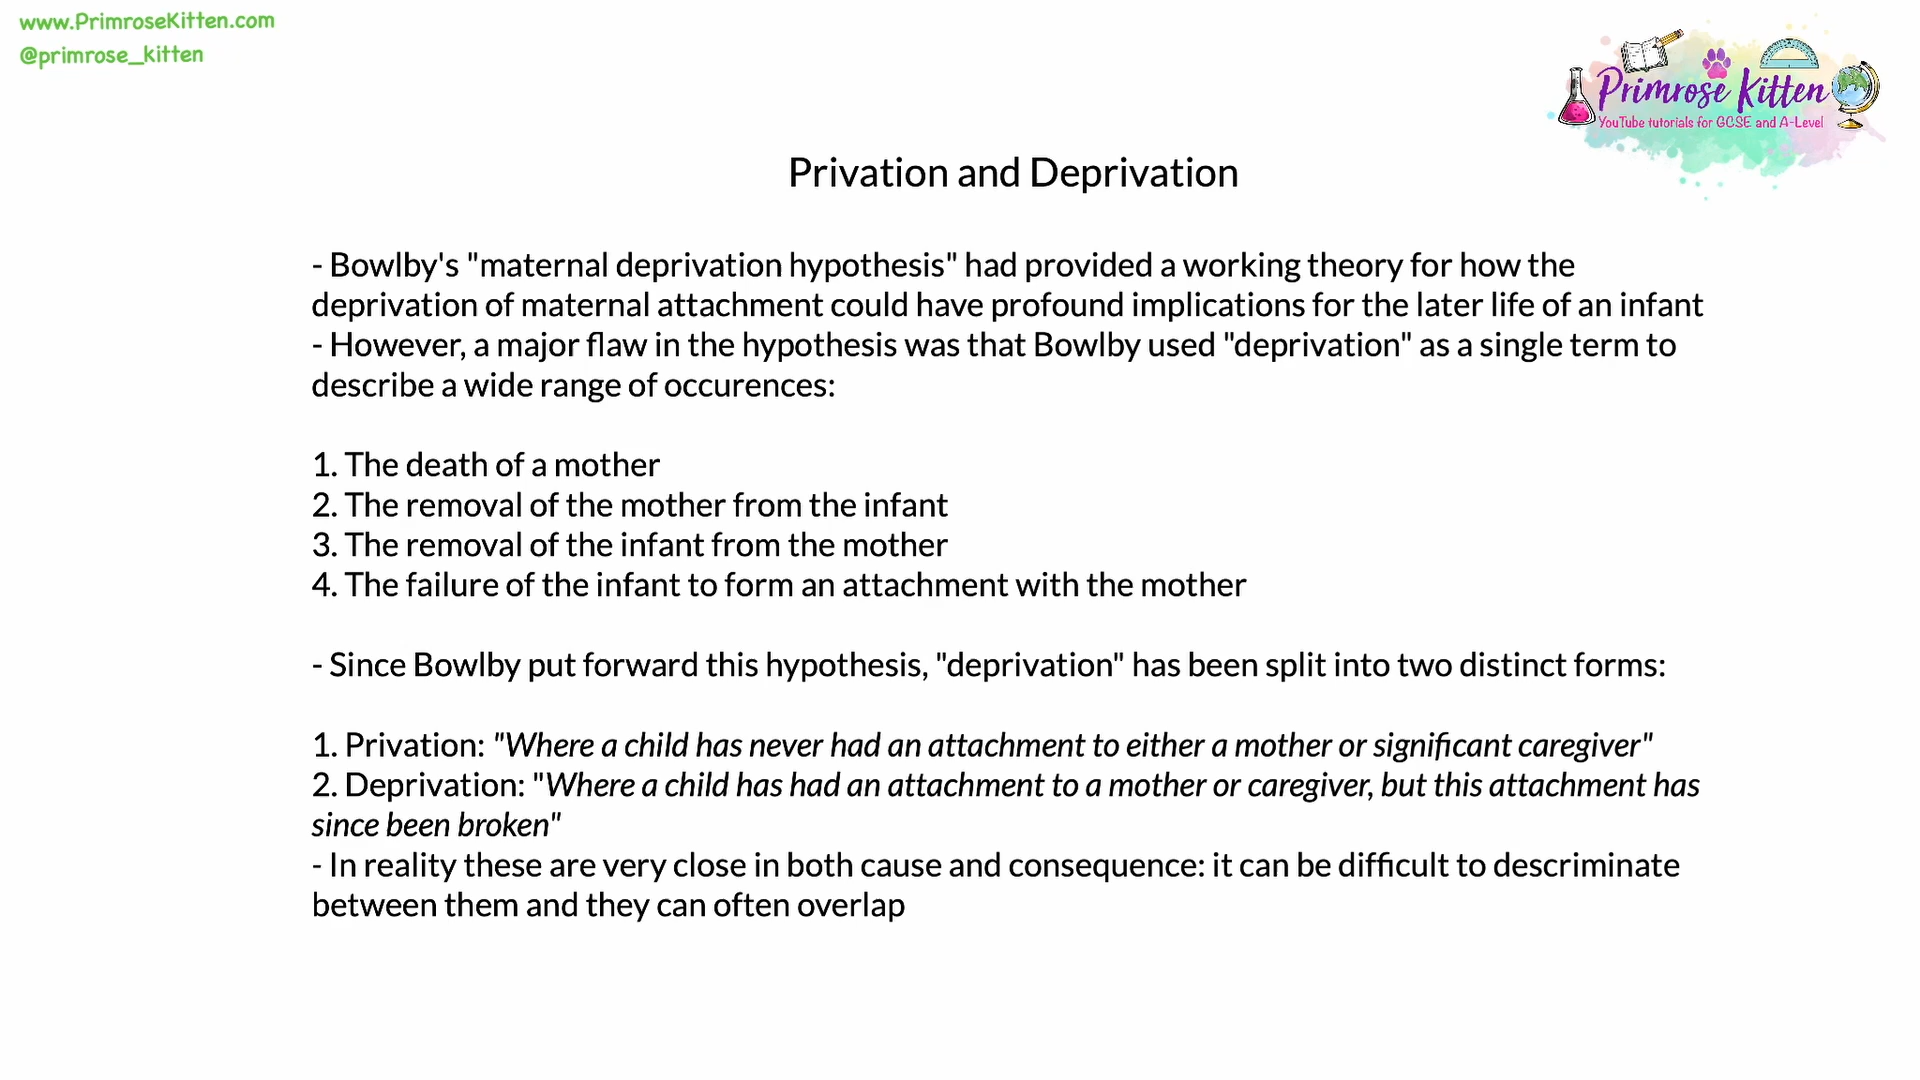 www.PrimroseKitten.com
@primrose_kitten
Primrose Kitten
YouTube tutorials for GCSE and A-Level
Privation and Deprivation
- Bowlby's "maternal deprivation hypothesis" had provided a working theory for how the
deprivation of maternal attachment could have profound implications for the later life of an infant
- However, a major flaw in the hypothesis was that Bowlby used "deprivation" as a single term to
describe a wide range of occurences:
1. The death of a mother
2. The removal of the mother from the infant
3. The removal of the infant from the mother
4. The failure of the infant to form an attachment with the mother
- Since Bowlby put forward this hypothesis, "deprivation" has been split into two distinct forms:
1. Privation: "Where a child has never had an attachment to either a mother or significant caregiver"
2. Deprivation: "Where a child has had an attachment to a mother or caregiver, but this attachment has
since been broken"
- In reality these are very close in both cause and consequence: it can be difficult to descriminate
between them and they can often overlap